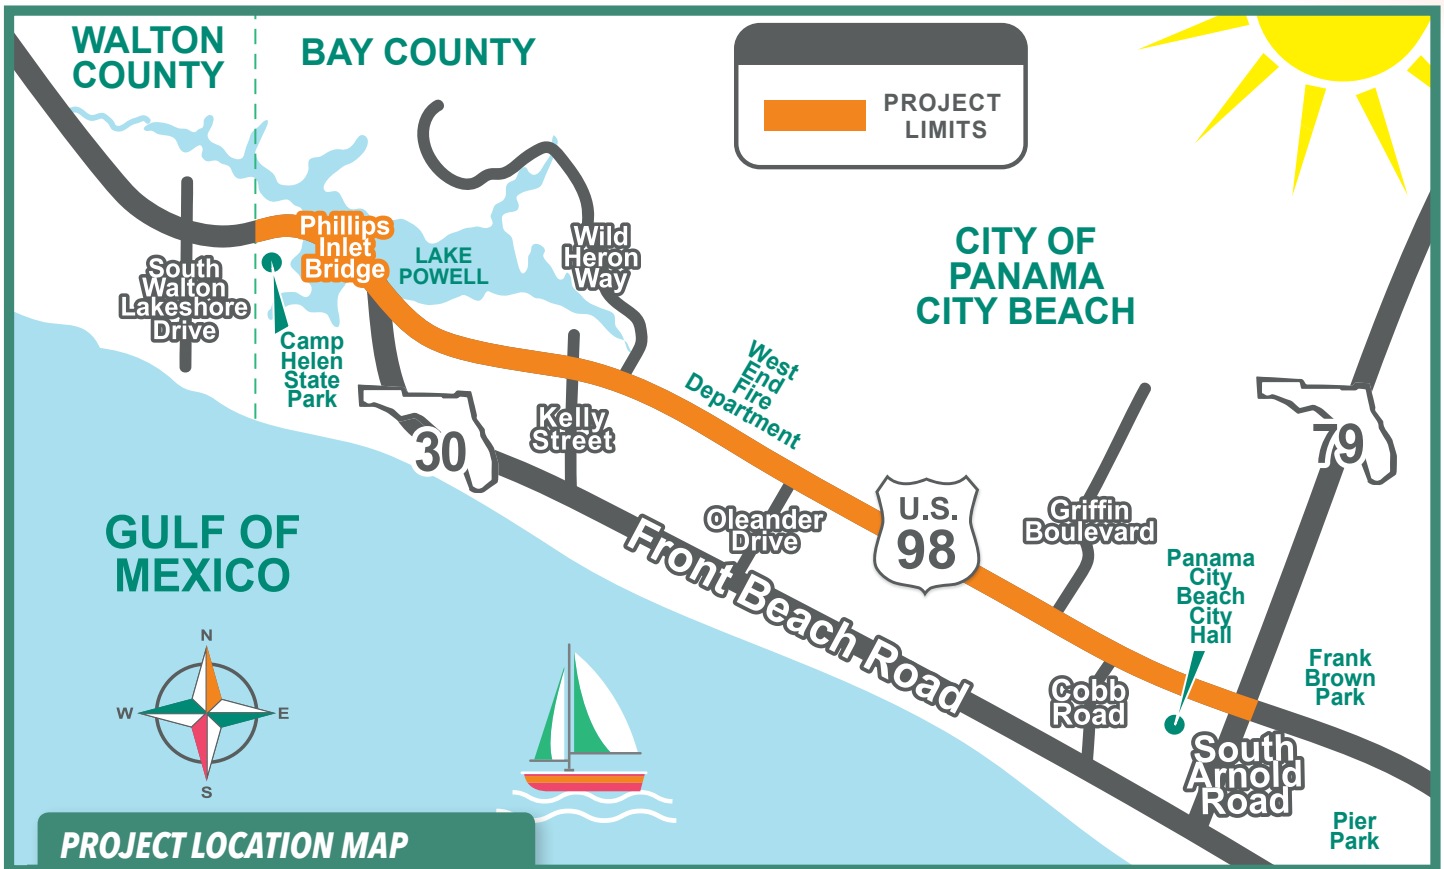 WALTON
COUNTY
BAY COUNTY
PROJECT
LIMITS
Phillips
Inlet
Bridge
LAKE
POWELL
Wild
Heron
Way
South
Walton
Lakeshore
Drive
Camp
Helen
State
Park
CITY OF
PANAMA
CITY BEACH
West
End
Fire
Department
30
Kelly
Street
79
U.S.
98
Oleander
Drive
Griffin
Boulevard
Front Beach Road
Panama
City
Beach
City
Hall
GULF OF
MEXICO
N
W
E
S
Cobb
Road
Frank
Brown
Park
South
Arnold
Road
Pier
Park
PROJECT LOCATION MAP